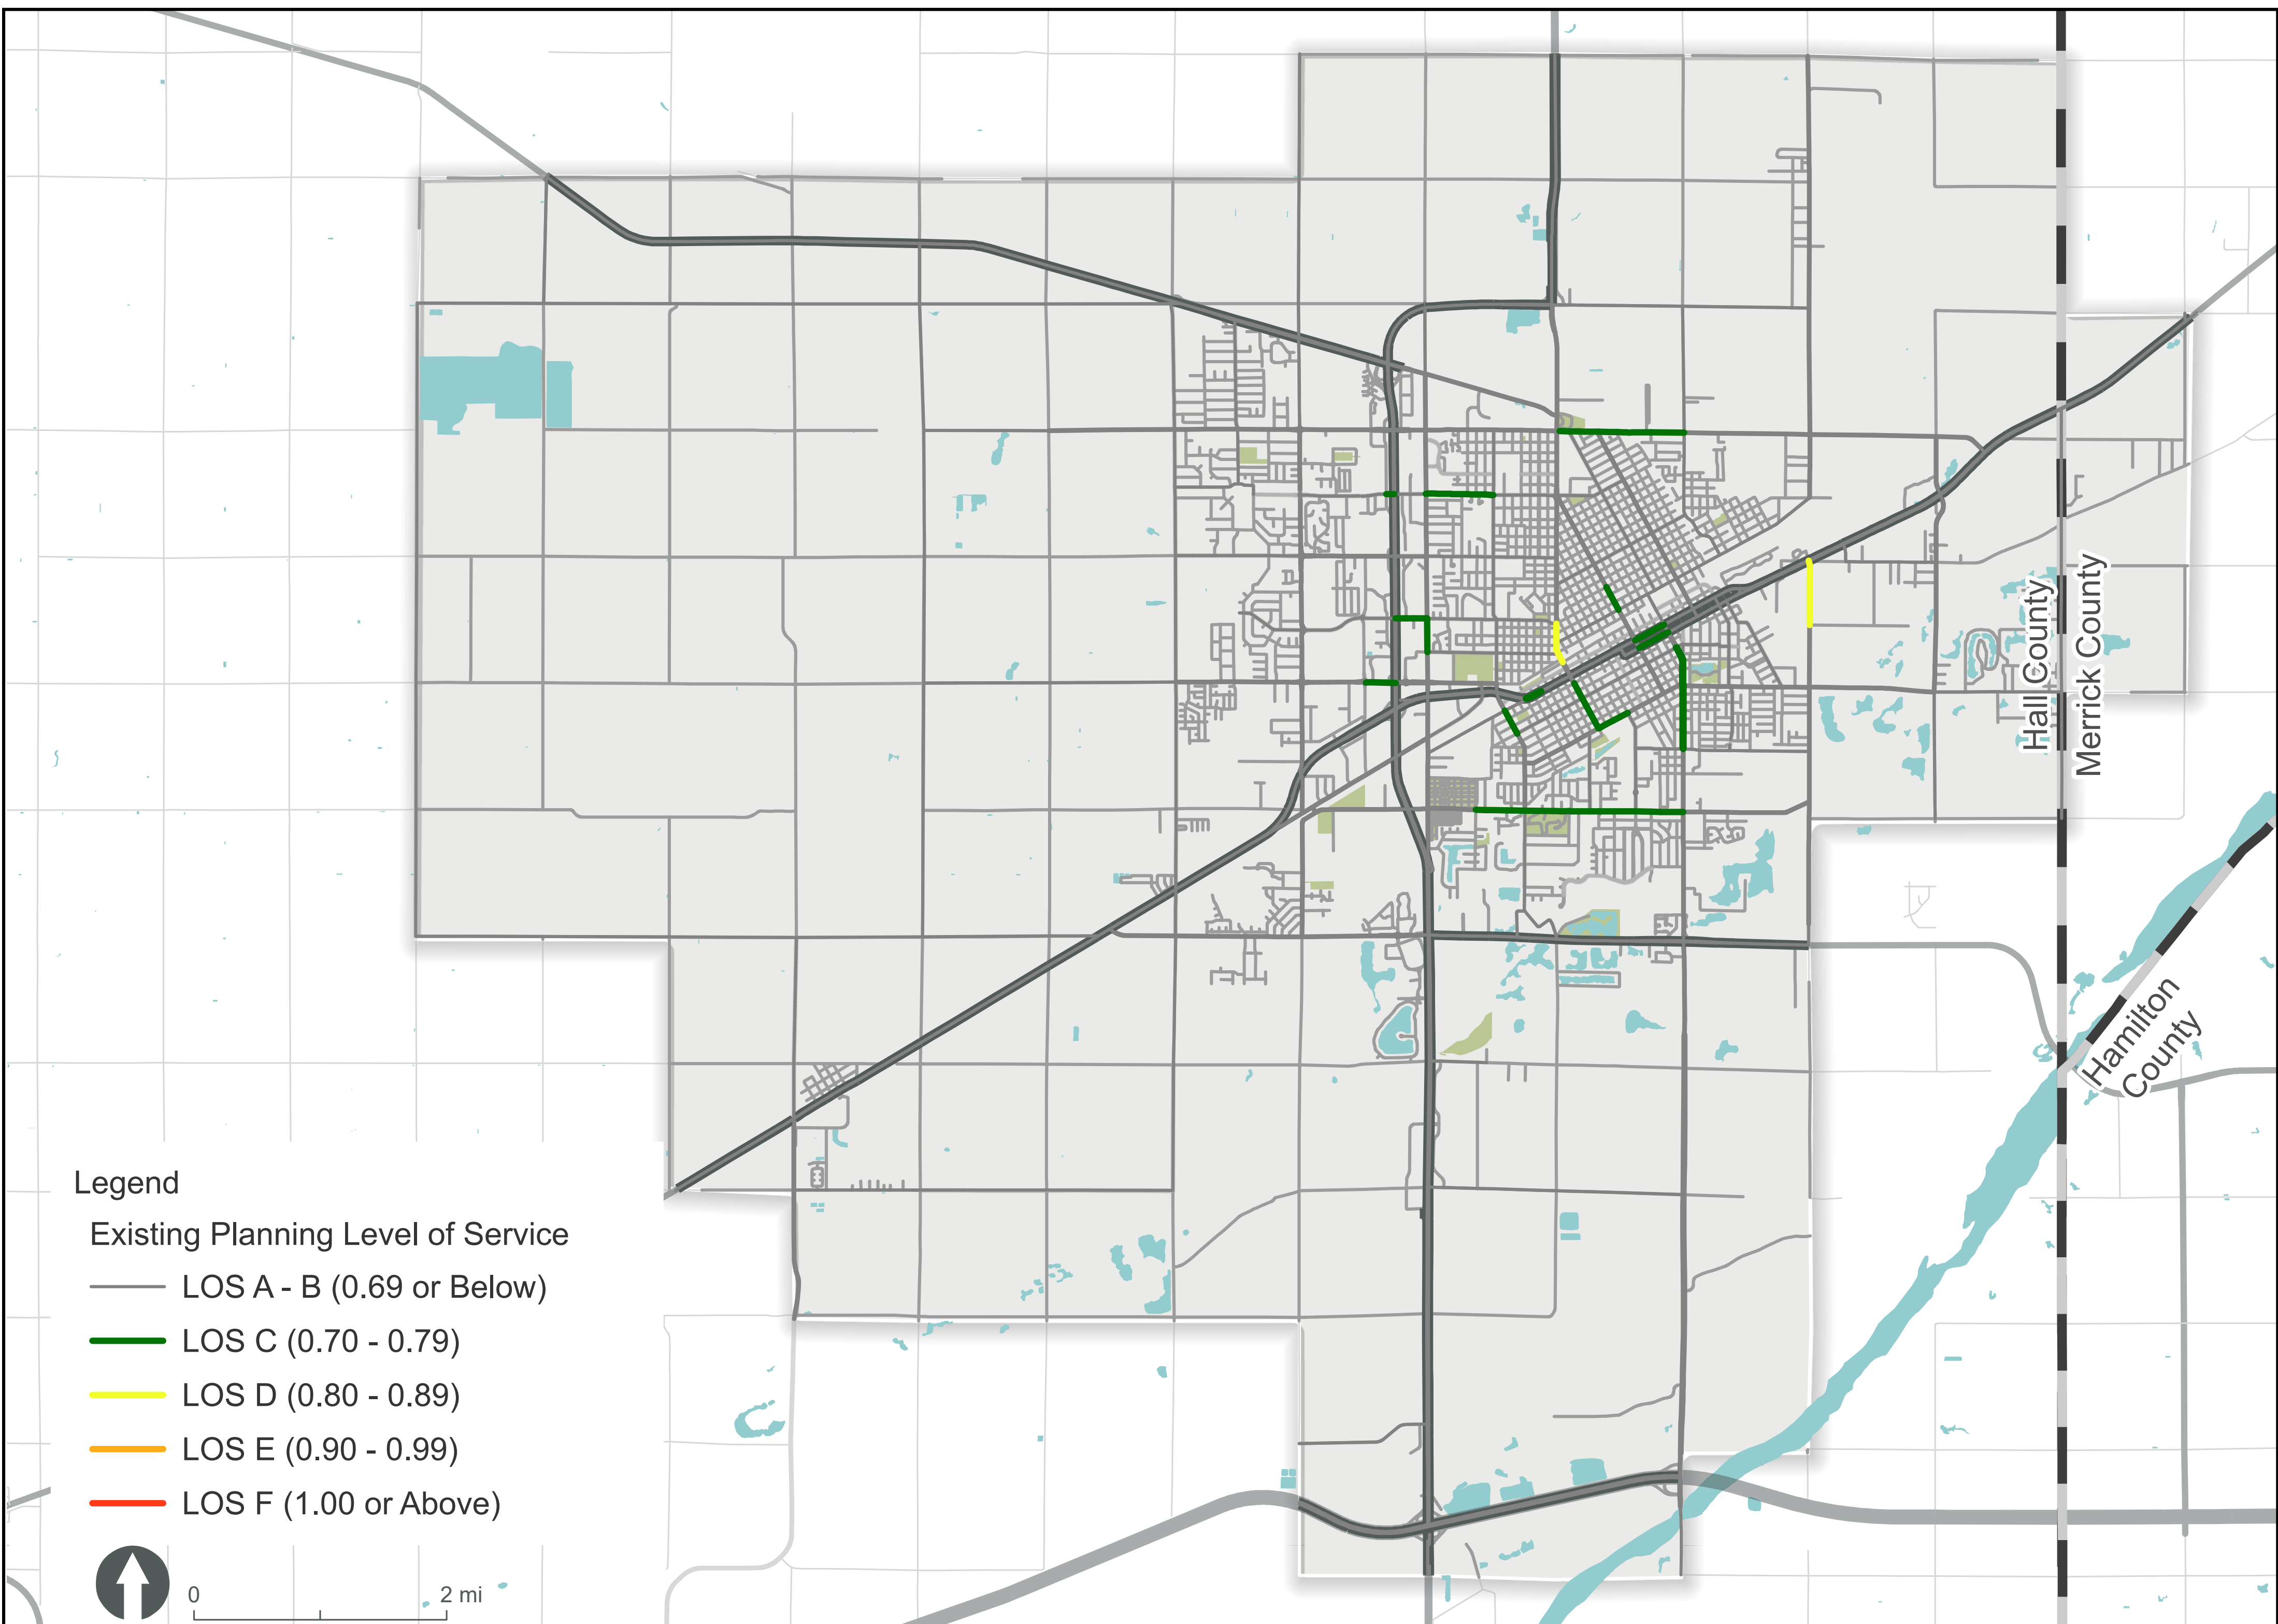 Hall County
Merrick County
Hamilton
County
Legend
Existing Planning Level of Service
LOS A - B (0.69 or Below)
LOS C (0.70 - 0.79)
LOS D (0.80 - 0.89)
LOS E (0.90 - 0.99)
LOS F (1.00 or Above)
0 2 mi